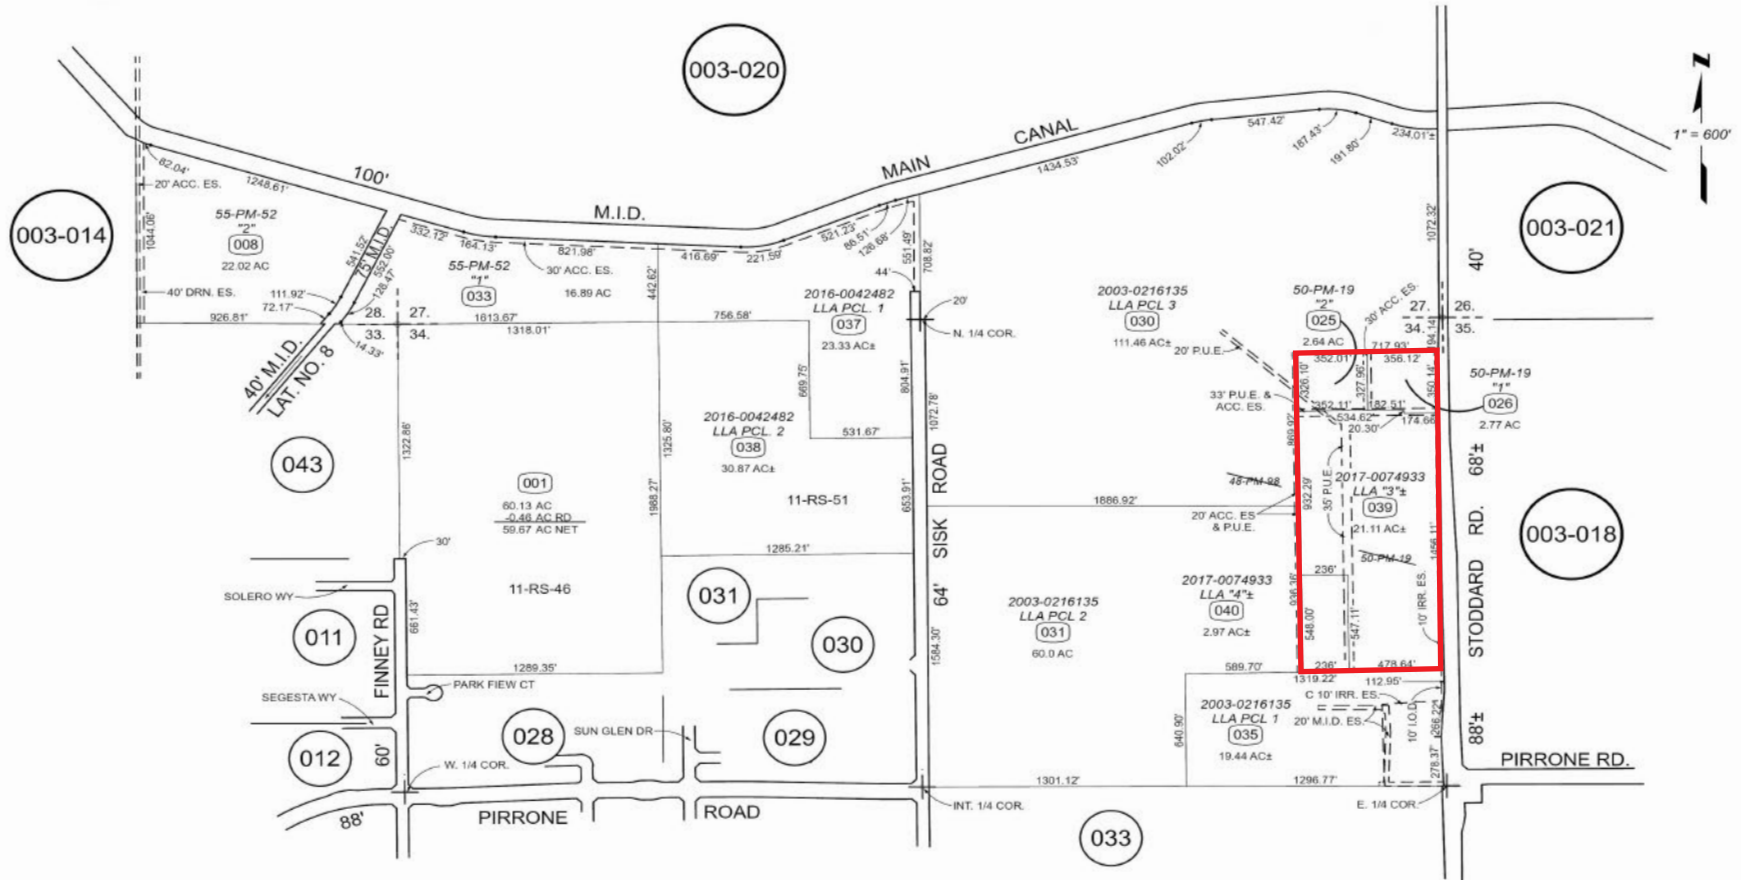 003-020
003-014
003-021
003-018
1" = 600'
100'
MAIN
CANAL
M.I.D.
82.04'
20' ACC. ES.
1248.61'
1044.06'
55-PM-52
"2"
008
22.02 AC
40' DRN. ES.
926.81'
541.52'
75' M.I.D.
552.00'
126.47'
111.92'
72.17'
14.33'
40' M.I.D.
LAT. NO. 8
28.
27.
33.
34.
332.12'
164.13'
821.98'
30' ACC. ES.
416.69'
221.59'
521.23'
86.51'
126.68'
551.49'
708.82'
44'
20'
N. 1/4 COR.
1434.53'
102.02'
547.42'
187.43'
191.80'
234.01'±
1072.32'
40'
55-PM-52
"1"
033
16.89 AC
442.62'
1613.67'
1318.01'
756.58'
2016-0042482
LLA PCL. 1
037
23.33 AC±
669.75'
804.91'
1072.78'
531.67'
2016-0042482
LLA PCL. 2
038
30.87 AC±
11-RS-51
653.91'
1325.80'
1988.27'
1322.86'
001
60.13 AC
-0.46 AC RD
59.67 AC NET
1285.21'
11-RS-46
043
30'
SOLERO WY
011
FINNEY RD
661.43'
SEGESTA WY
012
60'
88'
PARK FIEW CT
1289.35'
W. 1/4 COR.
028
SUN GLEN DR
029
031
030
PIRRONE
ROAD
64'
SISK
ROAD
1584.30'
INT. 1/4 COR.
1301.12'
2003-0216135
LLA PCL 3
030
111.46 AC±
20' P.U.E.
50-PM-19
"2"
025
2.64 AC
30' ACC. ES.
27.
26.
34.
35.
194.14'
717.93'
352.01'
356.12'
326.10'
327.96'
350.14'
50-PM-19
"1"
026
2.77 AC
33' P.U.E. &
ACC. ES.
352.11'
182.51'
534.62'
20.30'
174.66'
869.92'
48-PM-98
932.29'
35' P.U.E.
2017-0074933
LLA "3"±
039
21.11 AC±
50-PM-19
1456.11'
1886.92'
20' ACC. ES
& P.U.E.
236'
936.36'
548.00'
547.11'
10' IRR. ES.
2017-0074933
LLA "4"±
040
2.97 AC±
2003-0216135
LLA PCL 2
031
60.0 AC
589.70'
236'
478.64'
1319.22'
112.95'
C 10' IRR. ES.
2003-0216135
LLA PCL 1
035
19.44 AC±
20' M.I.D. ES.
10' I.O.D.
266.22'
278.37'
640.90'
1296.77'
E. 1/4 COR.
033
68'±
STODDARD RD.
88'±
PIRRONE RD.